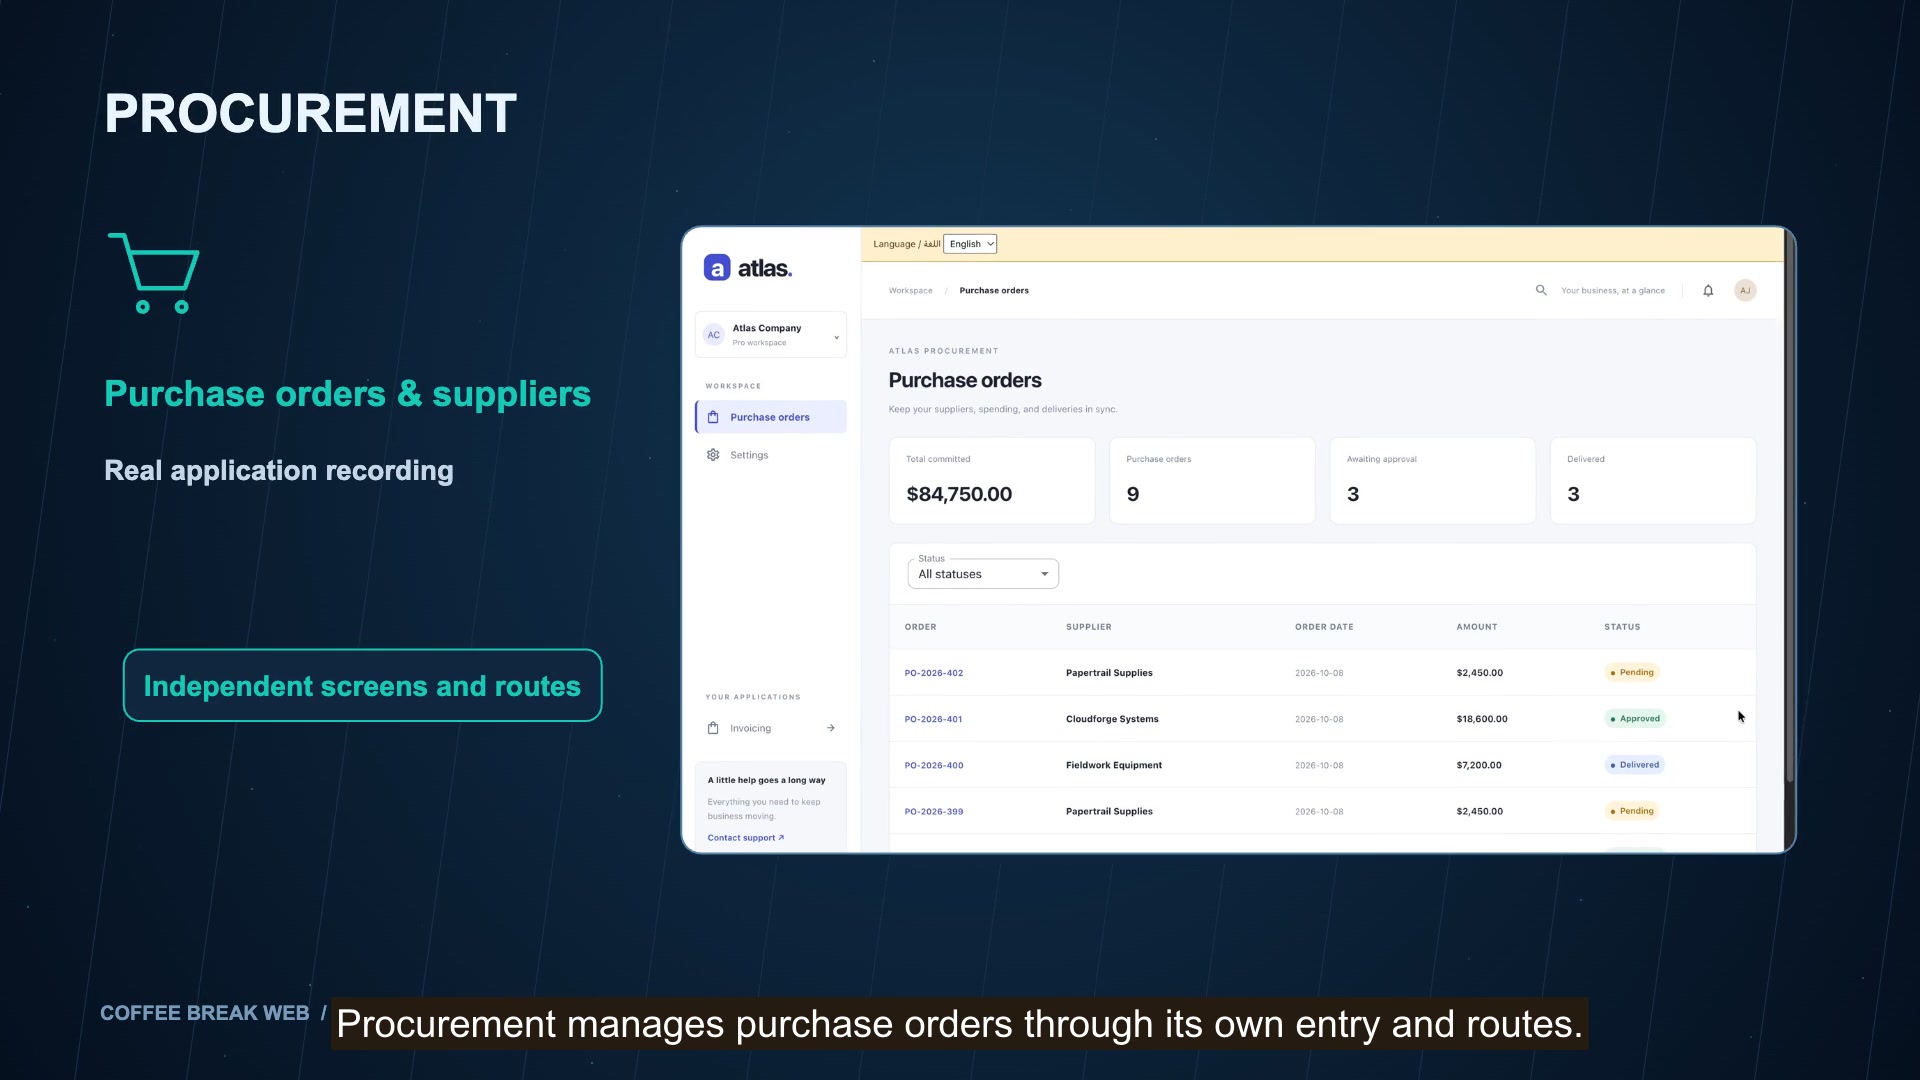 PROCUREMENT
Purchase orders & suppliers
Real application recording
Independent screens and routes
a atlas.
AC
Atlas Company
Pro workspace
WORKSPACE
Purchase orders
Settings
YOUR APPLICATIONS
Invoicing →
A little help goes a long way
Everything you need to keep
business moving.
Contact support ↗
Language / اللغة English
Workspace / Purchase orders
Your business, at a glance
AJ
ATLAS PROCUREMENT
Purchase orders
Keep your suppliers, spending, and deliveries in sync.
Total committed
$84,750.00
Purchase orders
9
Awaiting approval
3
Delivered
3
Status
All statuses
ORDER SUPPLIER ORDER DATE AMOUNT STATUS
PO-2026-402 Papertrail Supplies 2026-10-08 $2,450.00 Pending
PO-2026-401 Cloudforge Systems 2026-10-08 $18,600.00 Approved
PO-2026-400 Fieldwork Equipment 2026-10-08 $7,200.00 Delivered
PO-2026-399 Papertrail Supplies 2026-10-08 $2,450.00 Pending
COFFEE BREAK WEB /
Procurement manages purchase orders through its own entry and routes.